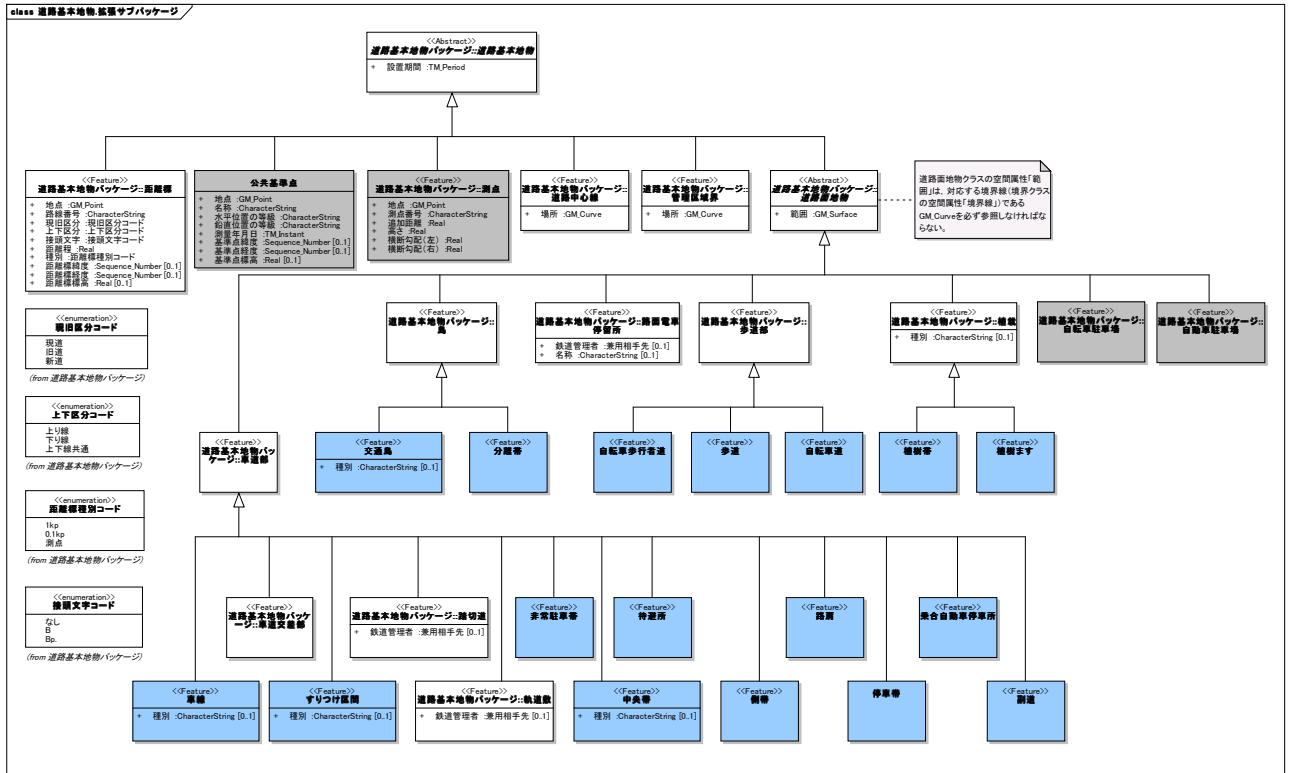 class 道路基本地物.拡張サブパッケージ
<<Abstract>>
道路基本地物パッケージ::道路基本地物
+ 設置期間 :TM_Period
<<Feature>>
道路基本地物パッケージ::距離標
+ 地点 :GM_Point
+ 路線番号 :CharacterString
+ 現旧区分 :現旧区分コード
+ 上下区分 :上下区分コード
+ 接頭文字 :接頭文字コード
+ 距離程 :Real
+ 種別 :距離標種別コード
+ 距離標緯度 :Sequence_Number [0..1]
+ 距離標経度 :Sequence_Number [0..1]
+ 距離標標高 :Real [0..1]
公共基準点
+ 地点 :GM_Point
+ 名称 :CharacterString
+ 水平位置の等級 :CharacterString
+ 鉛直位置の等級 :CharacterString
+ 測量年月日 :TM_Instant
+ 基準点緯度 :Sequence_Number [0..1]
+ 基準点経度 :Sequence_Number [0..1]
+ 基準点標高 :Real [0..1]
<<Feature>>
道路基本地物パッケージ::測点
+ 地点 :GM_Point
+ 測点番号 :CharacterString
+ 追加距離 :Real
+ 高さ :Real
+ 横断勾配(左) :Real
+ 横断勾配(右) :Real
<<Feature>>
道路基本地物パッケージ::
道路中心線
+ 場所 :GM_Curve
<<Feature>>
道路基本地物パッケージ::
管理区域界
+ 場所 :GM_Curve
<<Abstract>>
道路基本地物パッケージ::
道路面地物
+ 範囲 :GM_Surface
道路面地物クラスの空間属性「範
囲」は、対応する境界線(境界クラス
の空間属性「境界線」)である
GM_Curveを必ず参照しなければな
らない。
<<enumeration>>
現旧区分コード
現道
旧道
新道
(from 道路基本地物パッケージ)
<<Feature>>
道路基本地物パッケージ::
島
<<Feature>>
道路基本地物パッケージ::路面電車
停留所
+ 鉄道管理者 :兼用相手先 [0..1]
+ 名称 :CharacterString [0..1]
<<Feature>>
道路基本地物パッケージ::
歩道部
<<Feature>>
道路基本地物パッケージ::植栽
+ 種別 :CharacterString [0..1]
<<Feature>>
道路基本地物パッケージ::
自転車駐車場
<<Feature>>
道路基本地物パッケージ::
自動車駐車場
<<enumeration>>
上下区分コード
上り線
下り線
上下線共通
(from 道路基本地物パッケージ)
<<Feature>>
道路基本地物パッ
ケージ::車道部
<<Feature>>
交通島
+ 種別 :CharacterString [0..1]
<<Feature>>
分離帯
<<Feature>>
自転車歩行者道
<<Feature>>
歩道
<<Feature>>
自転車道
<<Feature>>
植樹帯
<<Feature>>
植樹ます
<<enumeration>>
距離標種別コード
1kp
0.1kp
測点
(from 道路基本地物パッケージ)
<<enumeration>>
接頭文字コード
なし
B
Bp.
(from 道路基本地物パッケージ)
<<Feature>>
道路基本地物パッケ
ージ::車道交差部
<<Feature>>
道路基本地物パッケージ::踏切道
+ 鉄道管理者 :兼用相手先 [0..1]
<<Feature>>
非常駐車帯
<<Feature>>
待避所
<<Feature>>
路肩
<<Feature>>
乗合自動車停車所
<<Feature>>
車線
+ 種別 :CharacterString [0..1]
<<Feature>>
すりつけ区間
+ 種別 :CharacterString [0..1]
<<Feature>>
道路基本地物パッケージ::軌道敷
+ 鉄道管理者 :兼用相手先 [0..1]
<<Feature>>
中央帯
+ 種別 :CharacterString [0..1]
<<Feature>>
側帯
停車帯
<<Feature>>
副道